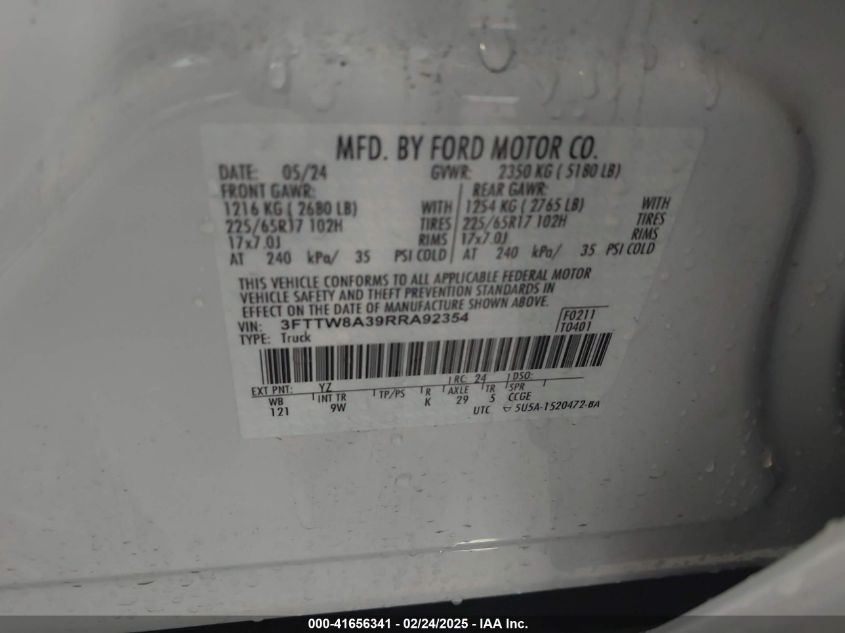 MFD. BY FORD MOTOR CO.
DATE: 05/24 GVWR: 2350 KG ( 5180 LB)
FRONT GAWR: REAR GAWR:
1216 KG ( 2680 LB) WITH 1254 KG ( 2765 LB) WITH
225/65R17 102H TIRES 225/65R17 102H TIRES
17x7.0J RIMS 17x7.0J RIMS
AT 240 kPa/ 35 PSI COLD AT 240 kPa/ 35 PSI COLD
THIS VEHICLE CONFORMS TO ALL APPLICABLE FEDERAL MOTOR
VEHICLE SAFETY AND THEFT PREVENTION STANDARDS IN
EFFECT ON THE DATE OF MANUFACTURE SHOWN ABOVE.
VIN: 3FTTW8A39RRA92354 F0211
TYPE: Truck T0401
EXT PNT: YZ RC: 24 DSO:
WB INT TR TP/PS R AXLE TR SPR
121 9W K 29 5 CCGE
UTC 5U5A-1520472-BA
000-41656341 - 02/24/2025 - IAA Inc.